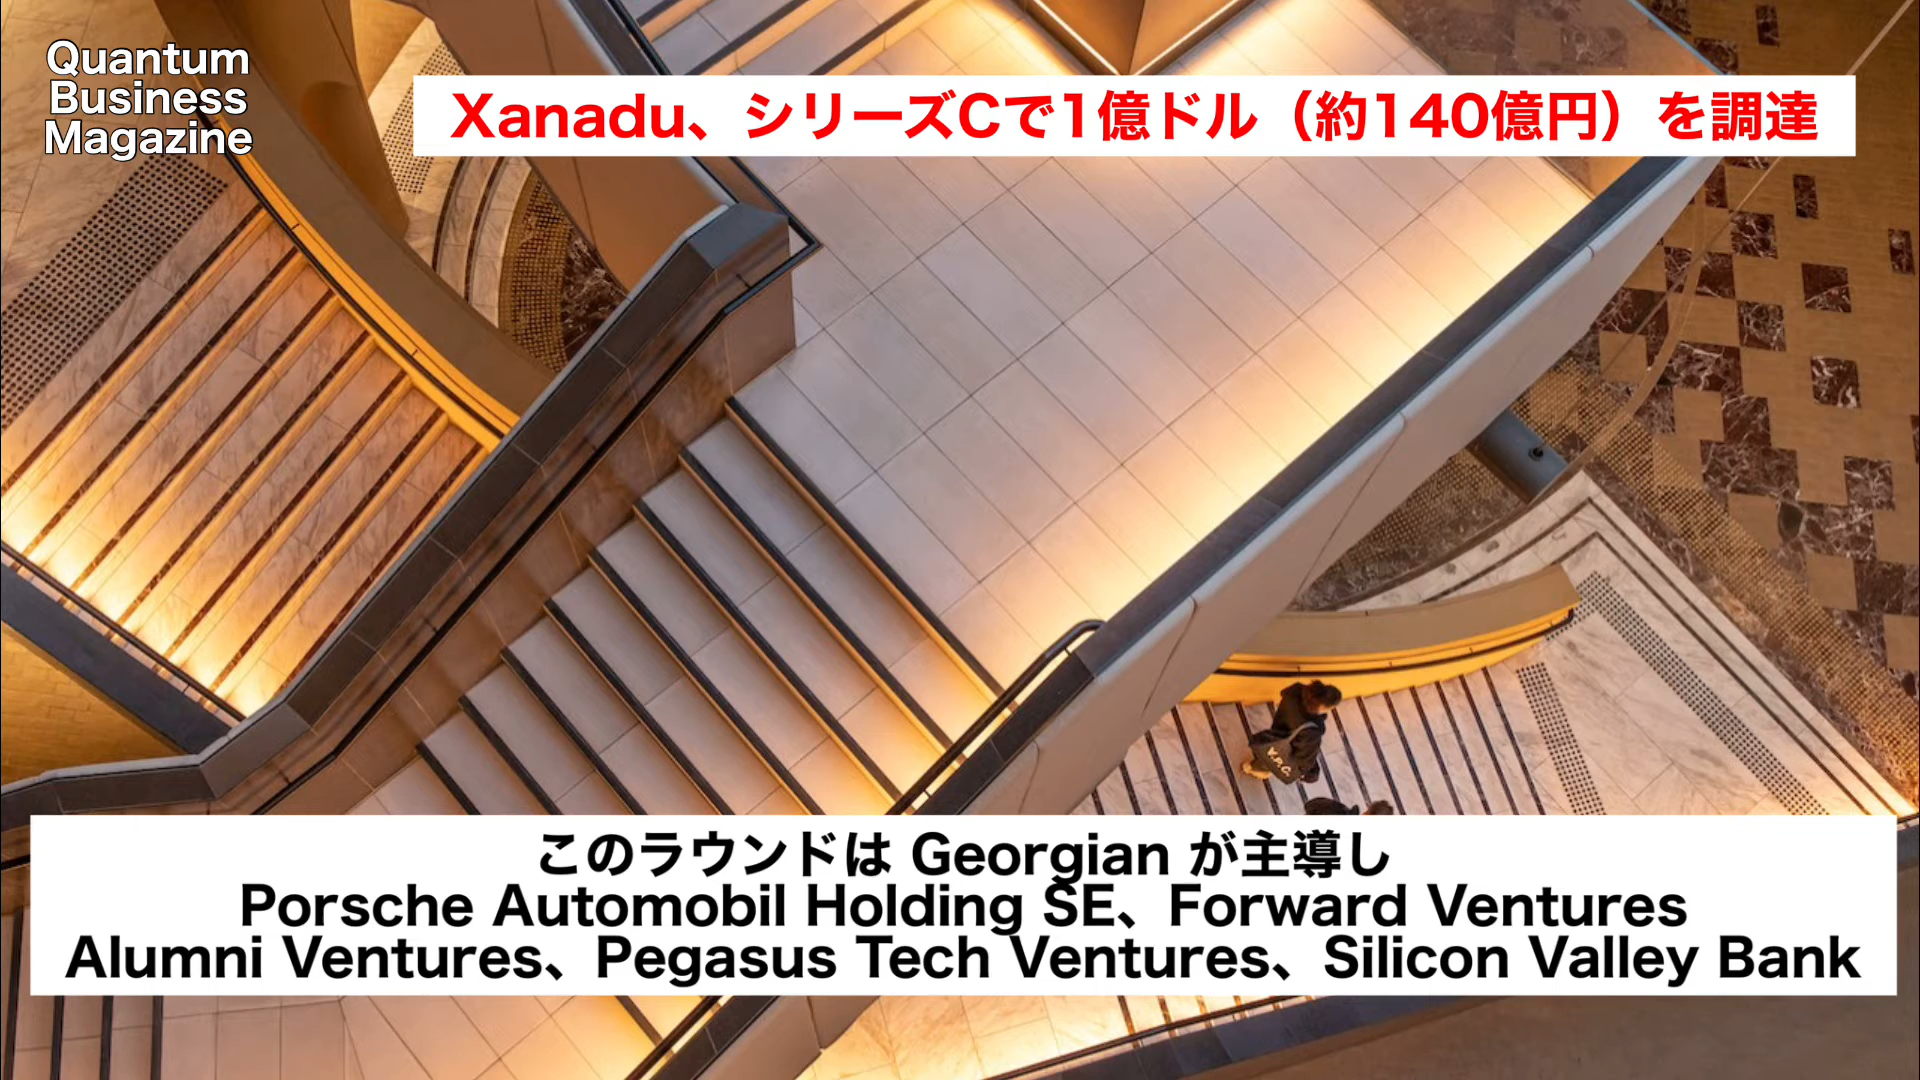 Quantum
Business
Magazine
Xanadu、シリーズCで1億ドル（約140億円）を調達
V.P.C.
このラウンドは Georgian が主導し
Porsche Automobil Holding SE、Forward Ventures
Alumni Ventures、Pegasus Tech Ventures、Silicon Valley Bank